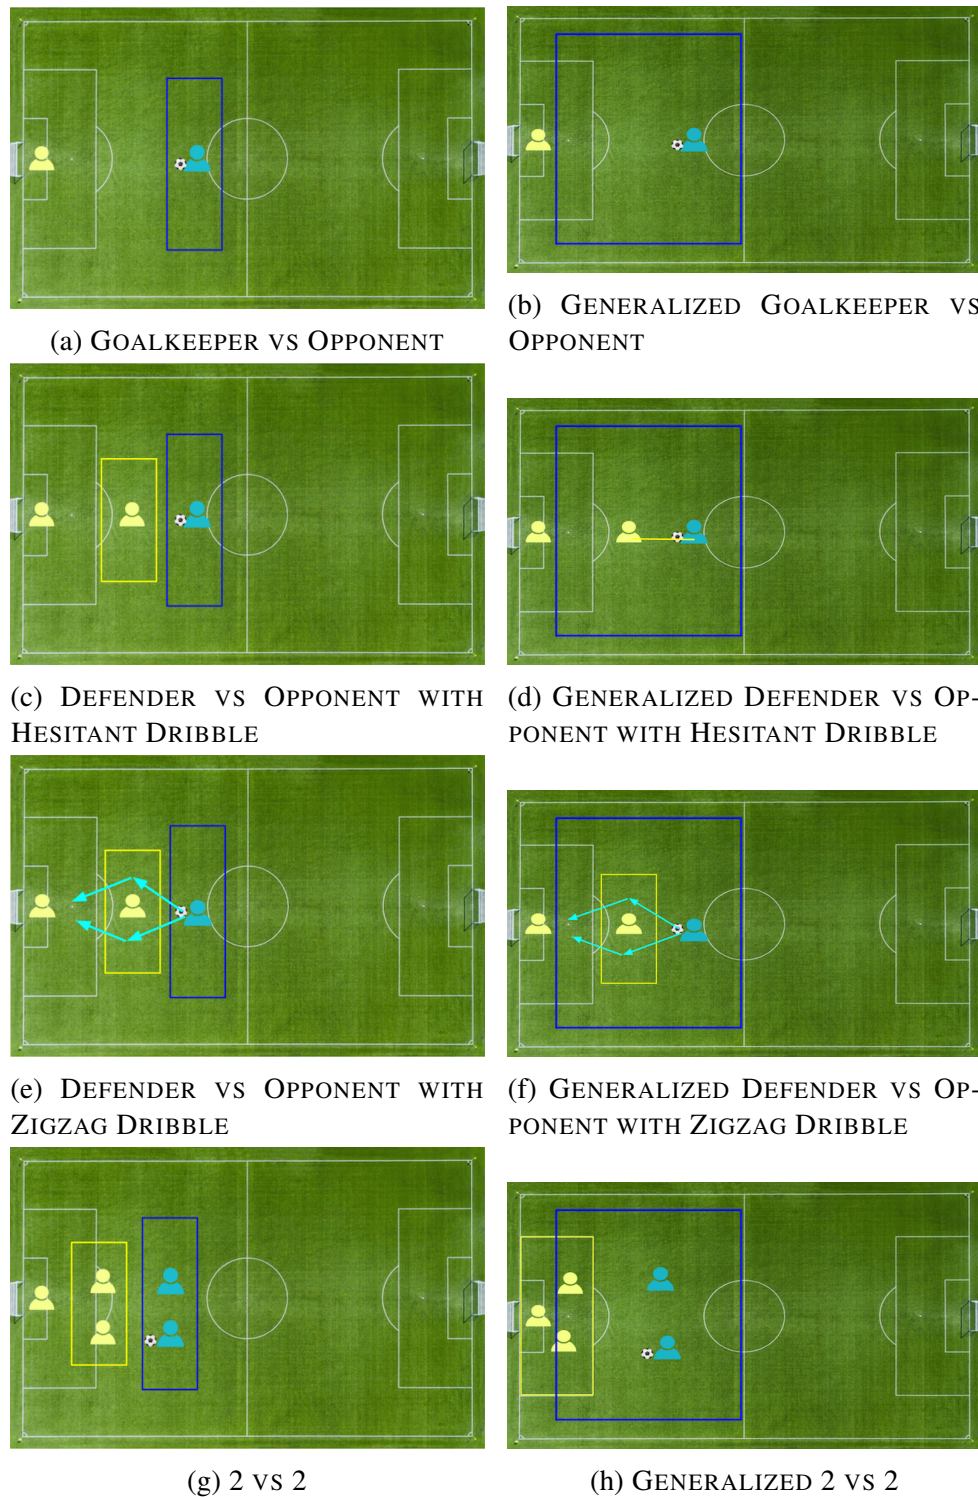 (a) GOALKEEPER VS OPPONENT
(b) GENERALIZED GOALKEEPER VS
OPPONENT
(c) DEFENDER VS OPPONENT WITH
HESITANT DRIBBLE
(d) GENERALIZED DEFENDER VS OP-
PONENT WITH HESITANT DRIBBLE
(e) DEFENDER VS OPPONENT WITH
ZIGZAG DRIBBLE
(f) GENERALIZED DEFENDER VS OP-
PONENT WITH ZIGZAG DRIBBLE
(g) 2 VS 2
(h) GENERALIZED 2 VS 2